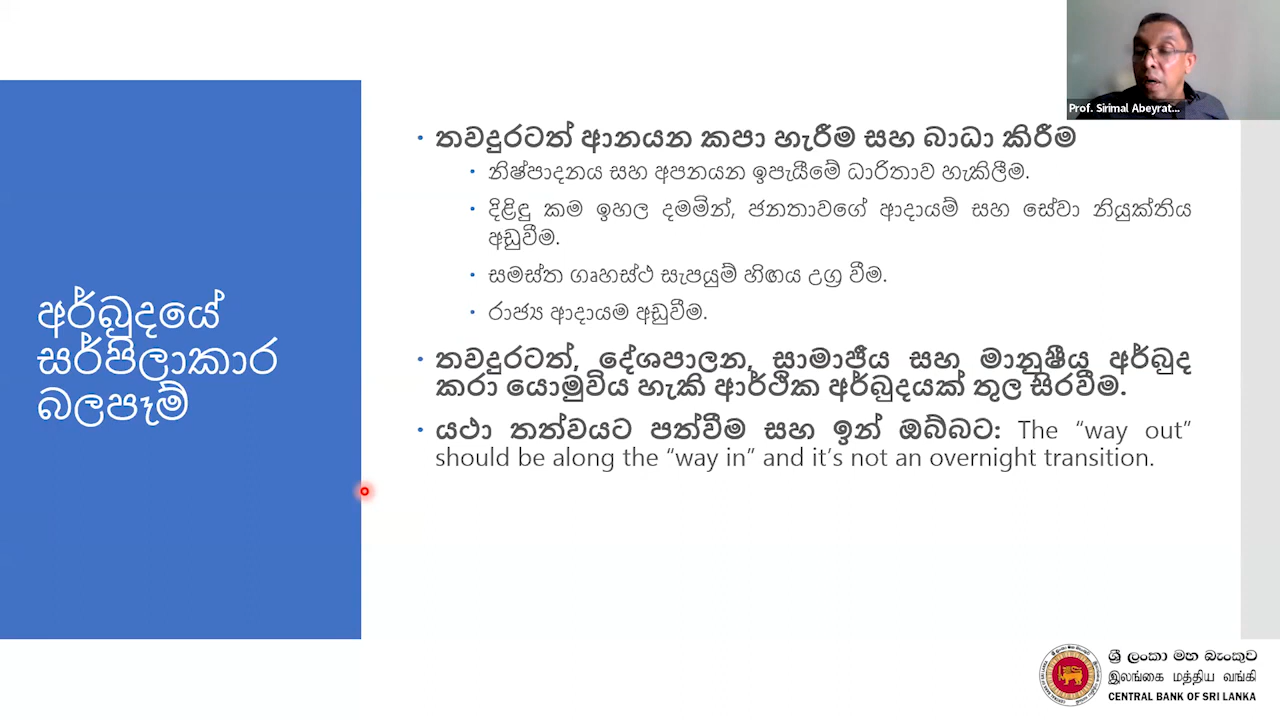 Prof. Sirimal Abeyrat...
අර්බුදයේ
සර්පිලාකාර
බලපෑම්
• තවදුරටත් ආනයන කපා හැරීම සහ බාධා කිරීම
• නිෂ්පාදනය සහ අපනයන ඉපැයීමේ ධාරිතාව හැකිලීම.
• දිළිඳු කම ඉහල දමමින්, ජනතාවගේ ආදායම් සහ සේවා නියුක්තිය
අඩුවීම.
• සමස්ත ගෘහස්ථ සැපයුම් හිඟය උග්‍ර වීම.
• රාජ්‍ය ආදායම අඩුවීම.
• තවදුරටත්, දේශපාලන, සාමාජීය සහ මානුෂීය අර්බුද
කරා යොමුවිය හැකි ආර්ථික අර්බුදයක් තුල සිරවීම.
• යථා තත්වයට පත්වීම සහ ඉන් ඔබ්බට: The “way out”
should be along the “way in” and it’s not an overnight transition.
ශ්‍රී ලංකා මහ බැංකුව
இலங்கை மத்திய வங்கி
CENTRAL BANK OF SRI LANKA